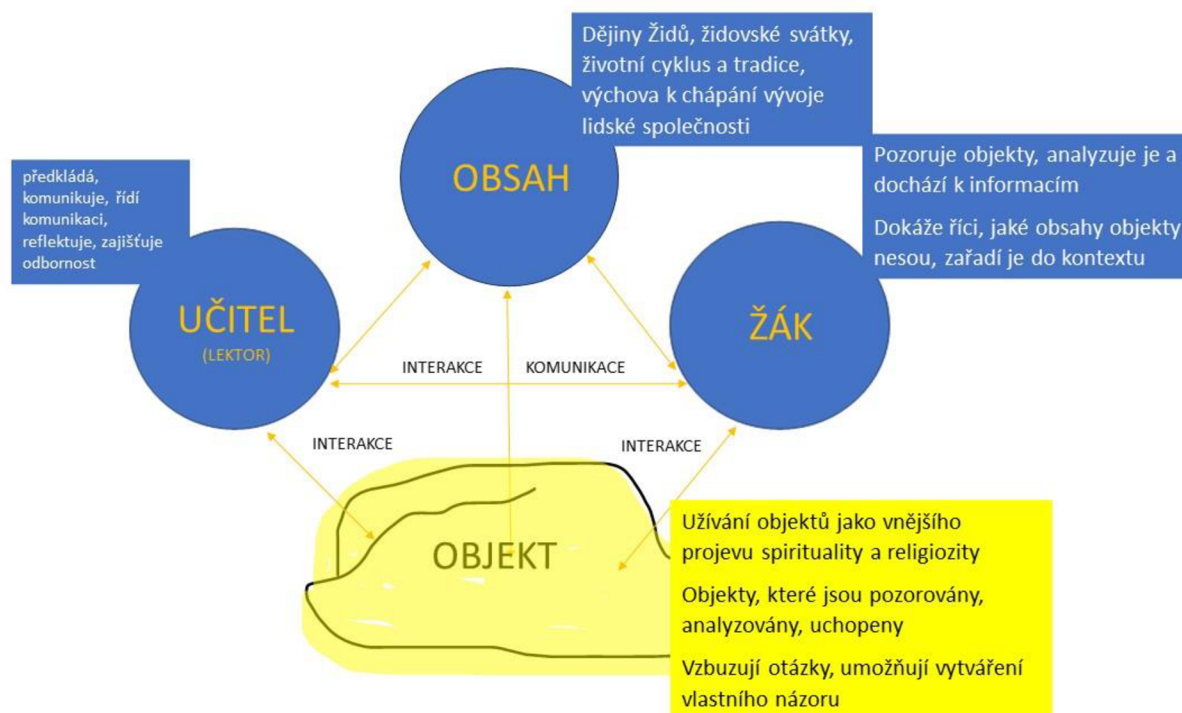 Dějiny Židů, židovské svátky,
životní cyklus a tradice,
výchova k chápání vývoje
lidské společnosti
OBSAH
Pozoruje objekty, analyzuje je a
dochází k informacím
Dokáže říci, jaké obsahy objekty
nesou, zařadí je do kontextu
předkládá,
komunikuje, řídí
komunikaci,
reflektuje, zajišťuje
odbornost
UČITEL
(LEKTOR)
ŽÁK
INTERAKCE
KOMUNIKACE
INTERAKCE
INTERAKCE
OBJEKT
Užívání objektů jako vnějšího
projevu spirituality a religiozity
Objekty, které jsou pozorovány,
analyzovány, uchopeny
Vzbuzují otázky, umožňují vytváření
vlastního názoru